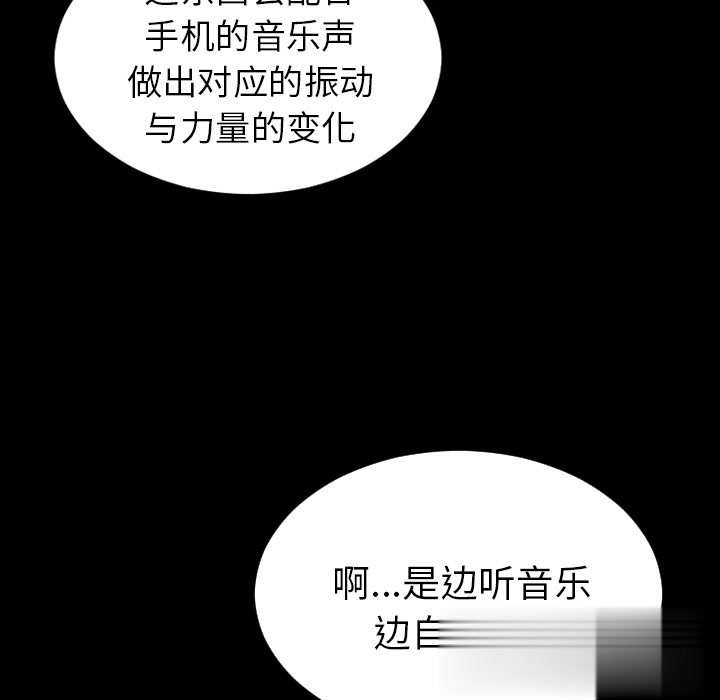 手机的音乐声
做出对应的振动
与力量的变化
啊…是边听音乐
边自